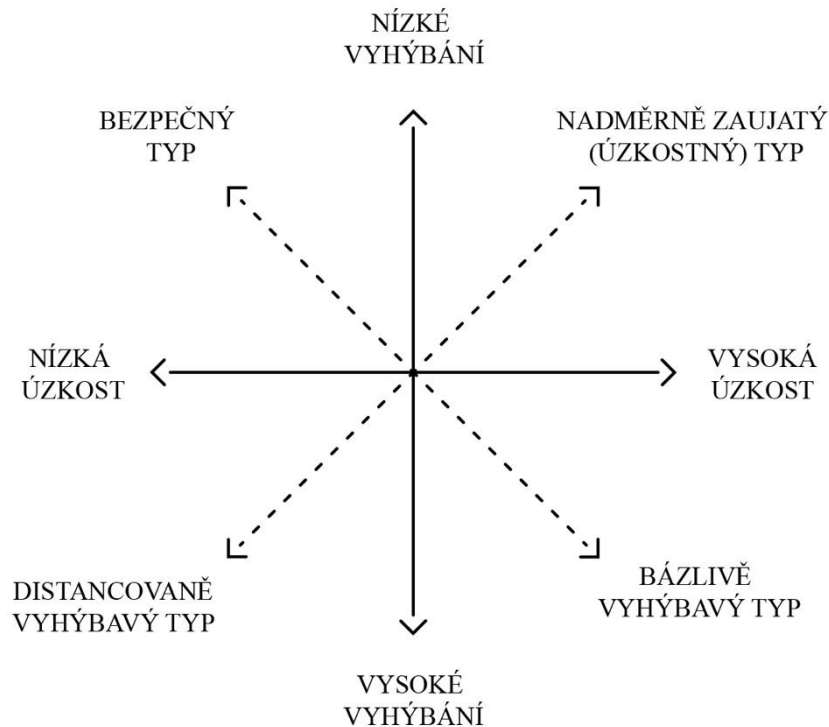 NÍZKÉ
VYHÝBÁNÍ
BEZPEČNÝ
TYP
NADMĚRNĚ ZAUJATÝ
(ÚZKOSTNÝ) TYP
NÍZKÁ
ÚZKOST
VYSOKÁ
ÚZKOST
DISTANCOVANĚ
VYHÝBAVÝ TYP
BÁZLIVĚ
VYHÝBAVÝ TYP
VYSOKÉ
VYHÝBÁNÍ